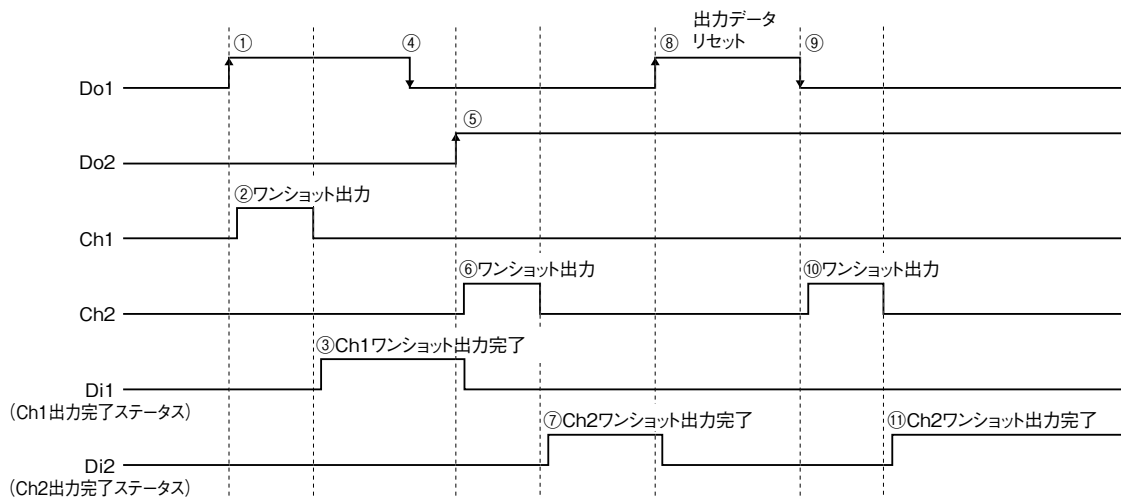 出力データ
リセット
① ④ ⑧ ⑨
Do1
⑤
Do2
②ワンショット出力
Ch1
⑥ワンショット出力 ⑩ワンショット出力
Ch2
③Ch1ワンショット出力完了
Di1
(Ch1出力完了ステータス)
⑦Ch2ワンショット出力完了 ⑪Ch2ワンショット出力完了
Di2
(Ch2出力完了ステータス)